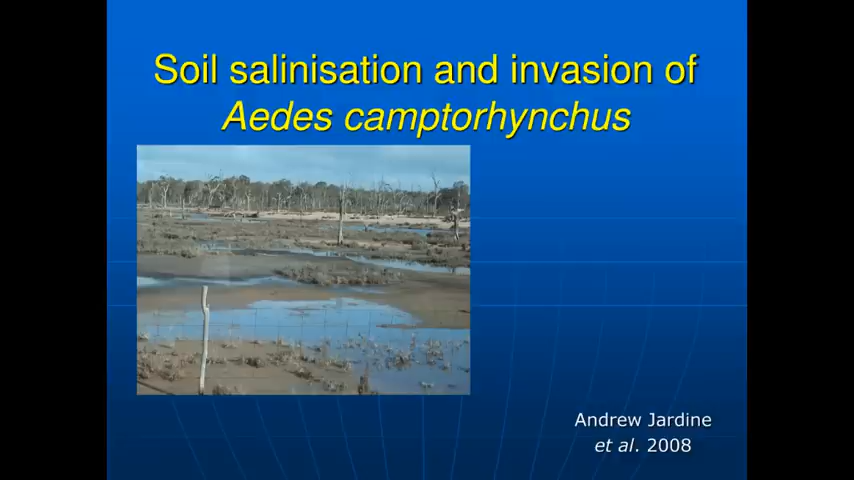 Soil salinisation and invasion of
Aedes camptorhynchus
Andrew Jardine
et al. 2008